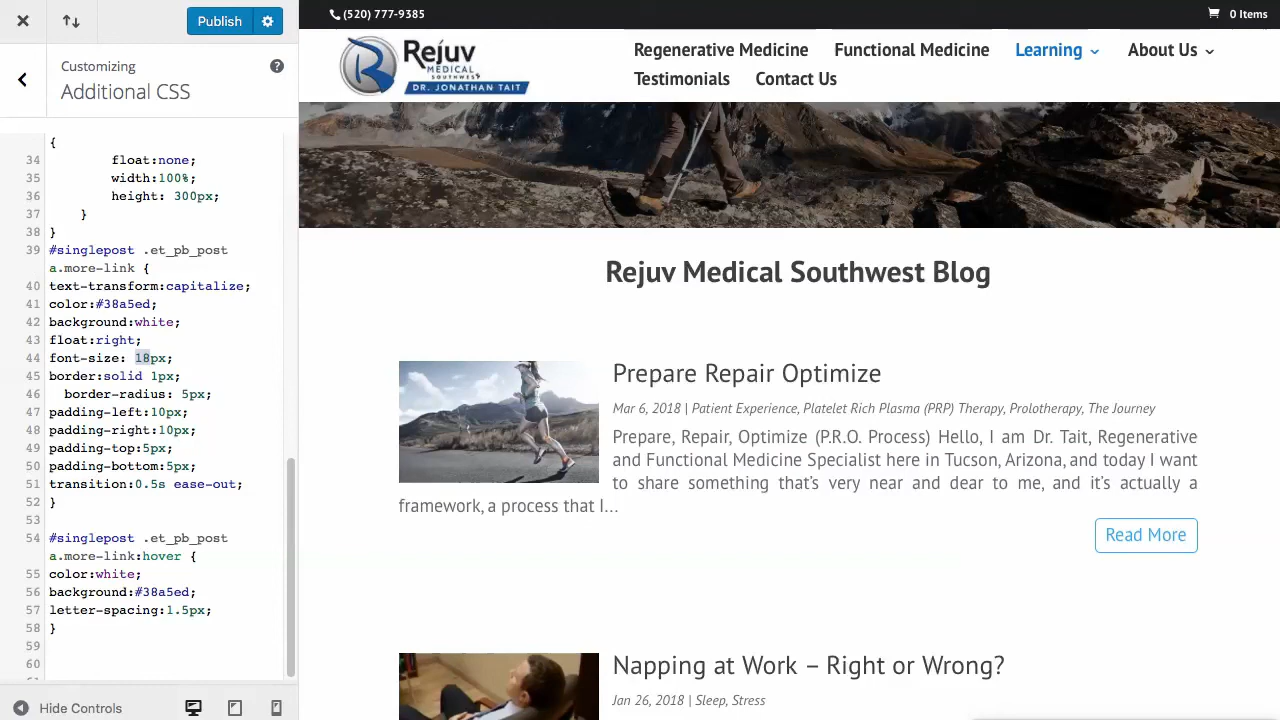 (520) 777-9385
0 Items
Publish
Customizing
Additional CSS
Rejuv
MEDICAL
SOUTHWEST
DR. JONATHAN TAIT
Regenerative Medicine
Functional Medicine
Learning
About Us
Testimonials
Contact Us
{
34 float:none;
35 width:100%;
36 height: 300px;
37 }
38 }
39 #singlepost .et_pb_post
a.more-link {
40 text-transform:capitalize;
41 color:#38a5ed;
42 background:white;
43 float:right;
44 font-size: 18px;
45 border:solid 1px;
46 border-radius: 5px;
47 padding-left:10px;
48 padding-right:10px;
49 padding-top:5px;
50 padding-bottom:5px;
51 transition:0.5s ease-out;
52 }
53
54 #singlepost .et_pb_post
a.more-link:hover {
55 color:white;
56 background:#38a5ed;
57 letter-spacing:1.5px;
58 }
59
60
Hide Controls
Rejuv Medical Southwest Blog
Prepare Repair Optimize
Mar 6, 2018 | Patient Experience, Platelet Rich Plasma (PRP) Therapy, Prolotherapy, The Journey
Prepare, Repair, Optimize (P.R.O. Process) Hello, I am Dr. Tait, Regenerative
and Functional Medicine Specialist here in Tucson, Arizona, and today I want
to share something that's very near and dear to me, and it's actually a
framework, a process that I...
Read More
Napping at Work – Right or Wrong?
Jan 26, 2018 | Sleep, Stress